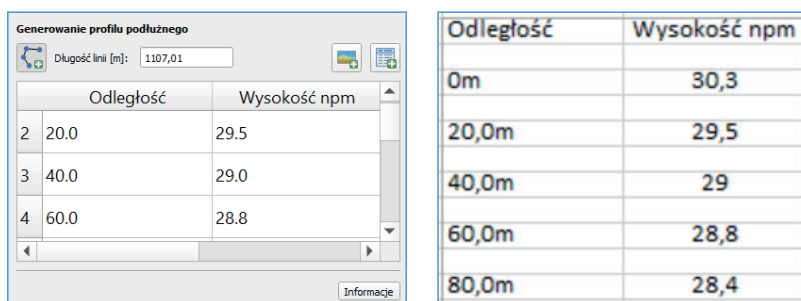 Generowanie profilu podłużnego
Długość linii [m]: 1107,01
Odległość Wysokość npm
2 20.0 29.5
3 40.0 29.0
4 60.0 28.8
Informacje
Odległość Wysokość npm
0m 30,3
20,0m 29,5
40,0m 29
60,0m 28,8
80,0m 28,4